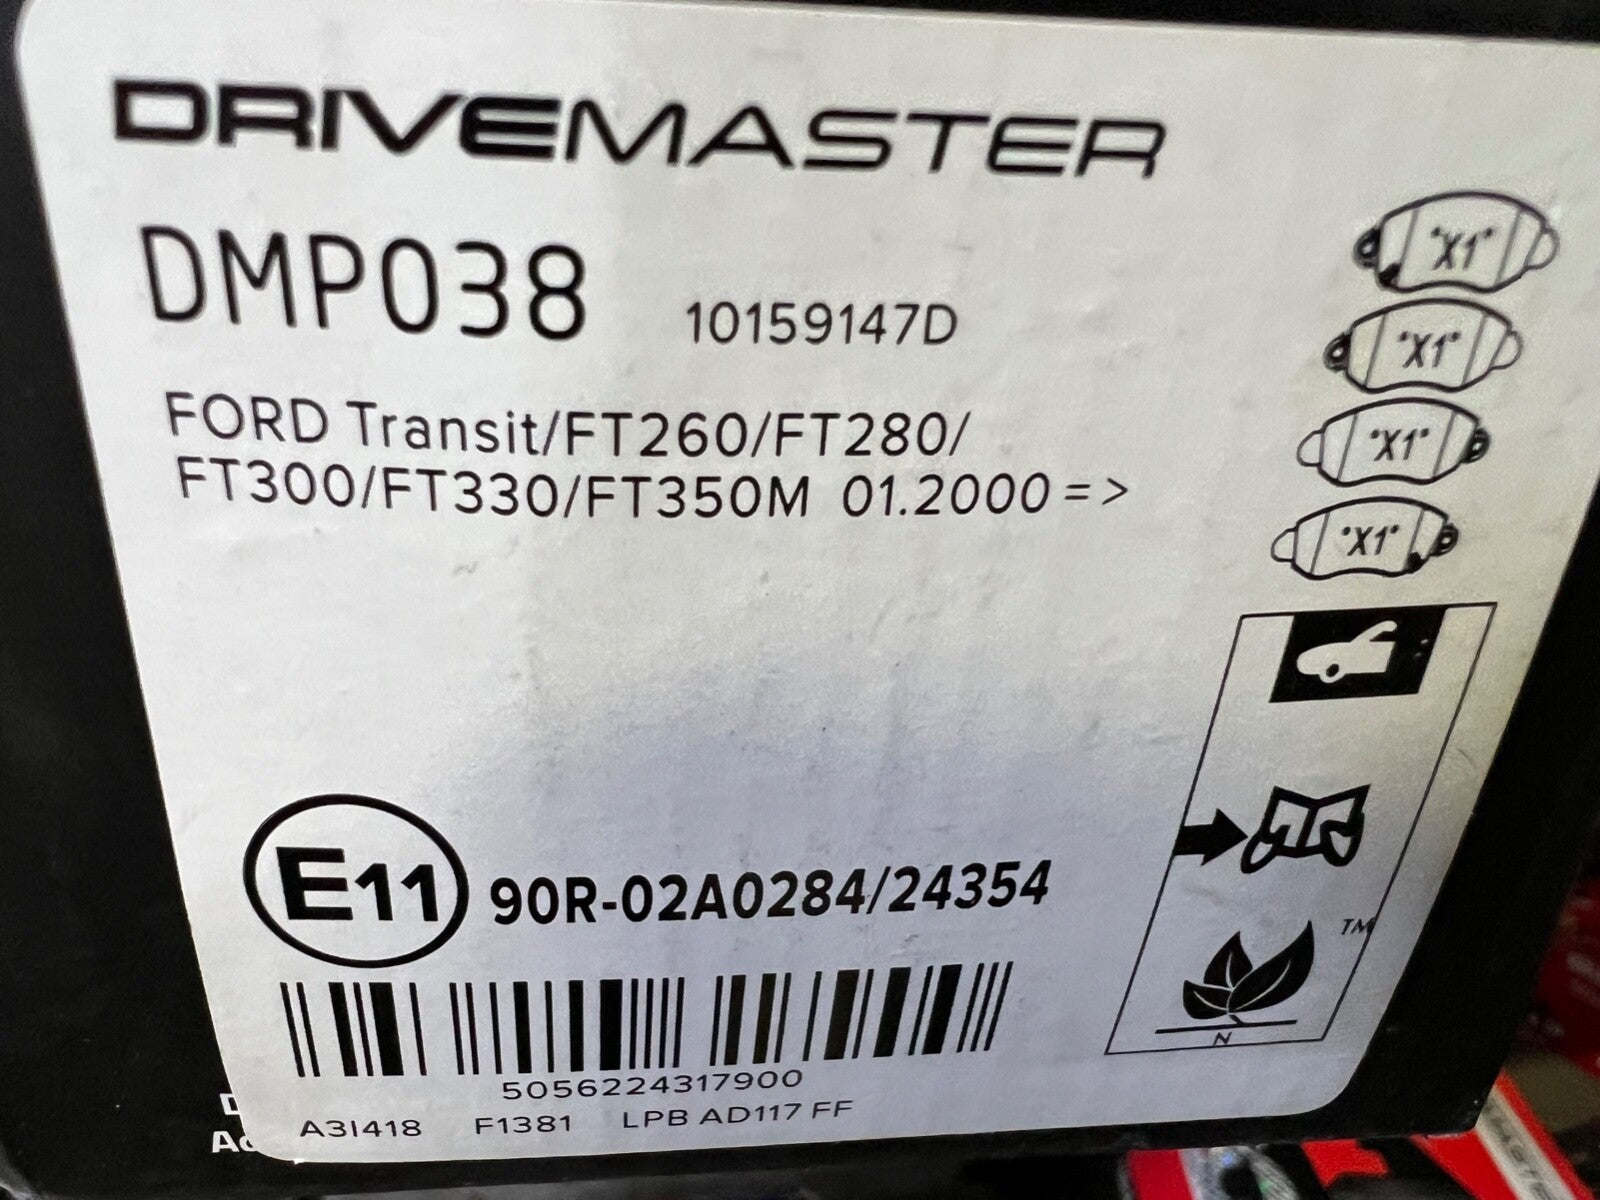 DRIVEMASTER
DMP038 10159147D
"X1"
"X1"
"X1"
"X1"
FORD Transit/FT260/FT280/
FT300/FT330/FT350M 01.2000=>
E11 90R-02A0284/24354
TM
N
5056224317900
A31418 F1381 LPB AD117 FF